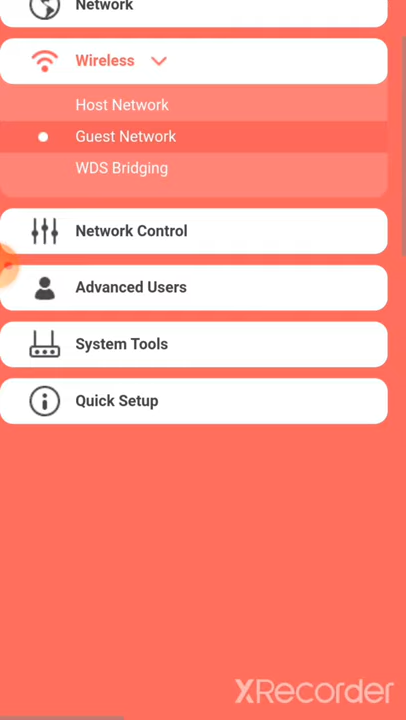 Network
Wireless
Host Network
Guest Network
WDS Bridging
Network Control
Advanced Users
System Tools
Quick Setup
XRecorder